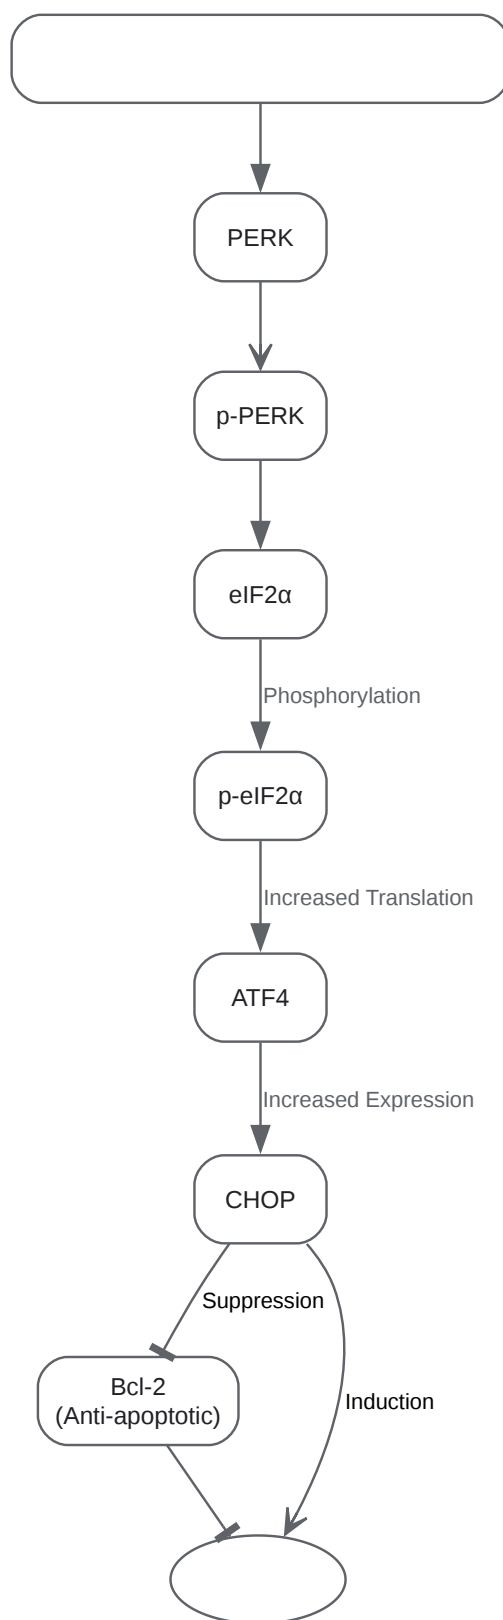 PERK
p-PERK
eIF2α
Phosphorylation
p-eIF2α
Increased Translation
ATF4
Increased Expression
CHOP
Suppression
Bcl-2
(Anti-apoptotic)
Induction